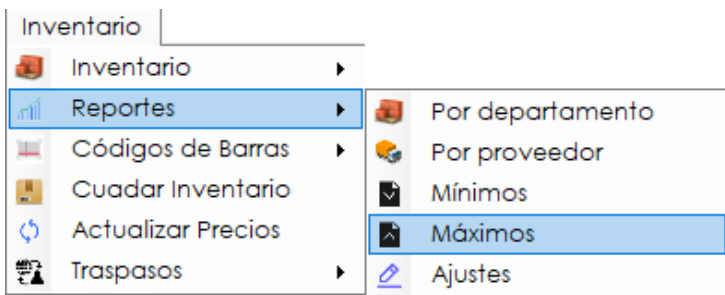 Inventario
Inventario
Reportes
Códigos de Barras
Cuadar Inventario
Actualizar Precios
Traspasos
Por departamento
Por proveedor
Mínimos
Máximos
Ajustes